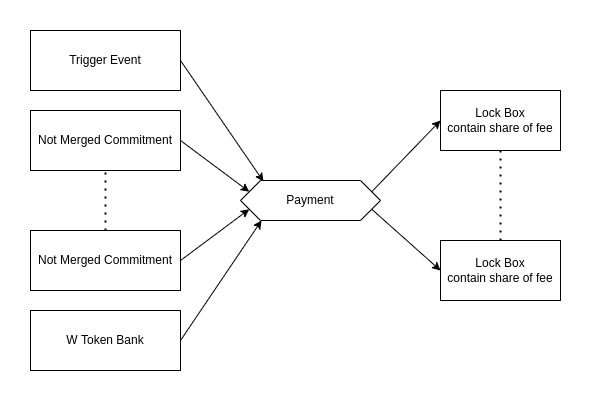 Trigger Event
Not Merged Commitment
Not Merged Commitment
W Token Bank
Payment
Lock Box
contain share of fee
Lock Box
contain share of fee